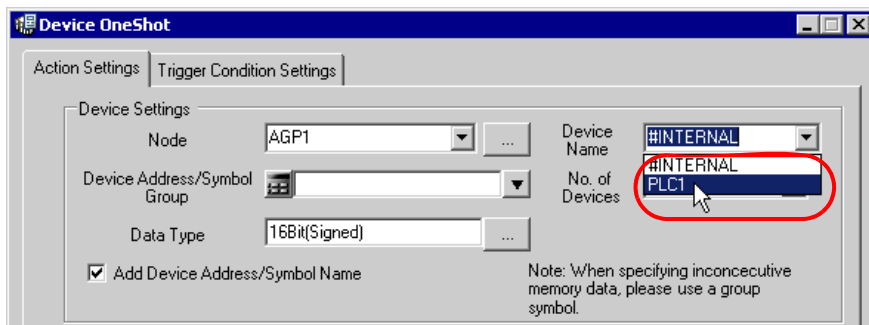 Device OneShot
Action Settings
Trigger Condition Settings
Device Settings
Node
AGP1
...
Device
Name
#INTERNAL
#INTERNAL
PLC1
Device Address/Symbol
Group
No. of
Devices
Data Type
16Bit(Signed)
...
Add Device Address/Symbol Name
Note: When specifying inconcecutive
memory data, please use a group
symbol.